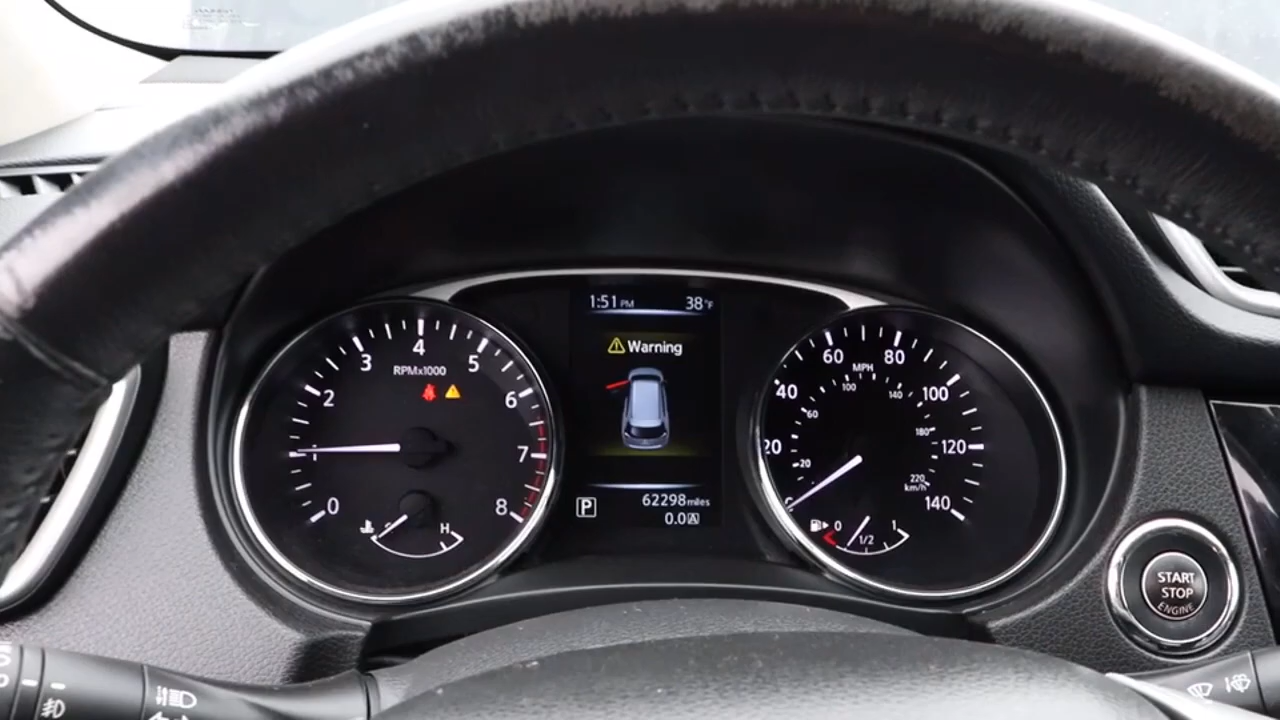 1:51 PM 38°F
Warning
P
62298 miles
0.0 A
0
2
3
4
5
6
7
8
RPMx1000
H
20
40
60
80
100
120
140
MPH
20
60
100
140
180
220
km/h
0
1/2
1
START
STOP
ENGINE